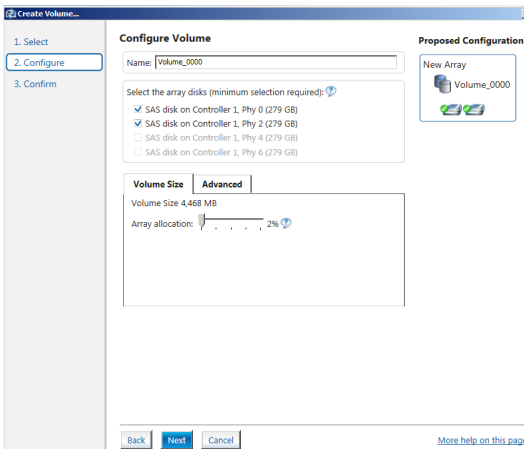 Create Volume...
1. Select
2. Configure
3. Confirm
Configure Volume
Name: Volume_0000
Select the array disks (minimum selection required):
SAS disk on Controller 1, Phy 0 (279 GB)
SAS disk on Controller 1, Phy 2 (279 GB)
SAS disk on Controller 1, Phy 4 (279 GB)
SAS disk on Controller 1, Phy 6 (279 GB)
Volume Size Advanced
Volume Size 4,468 MB
Array allocation: 2%
Proposed Configuration
New Array
Volume_0000
Back Next Cancel
More help on this page